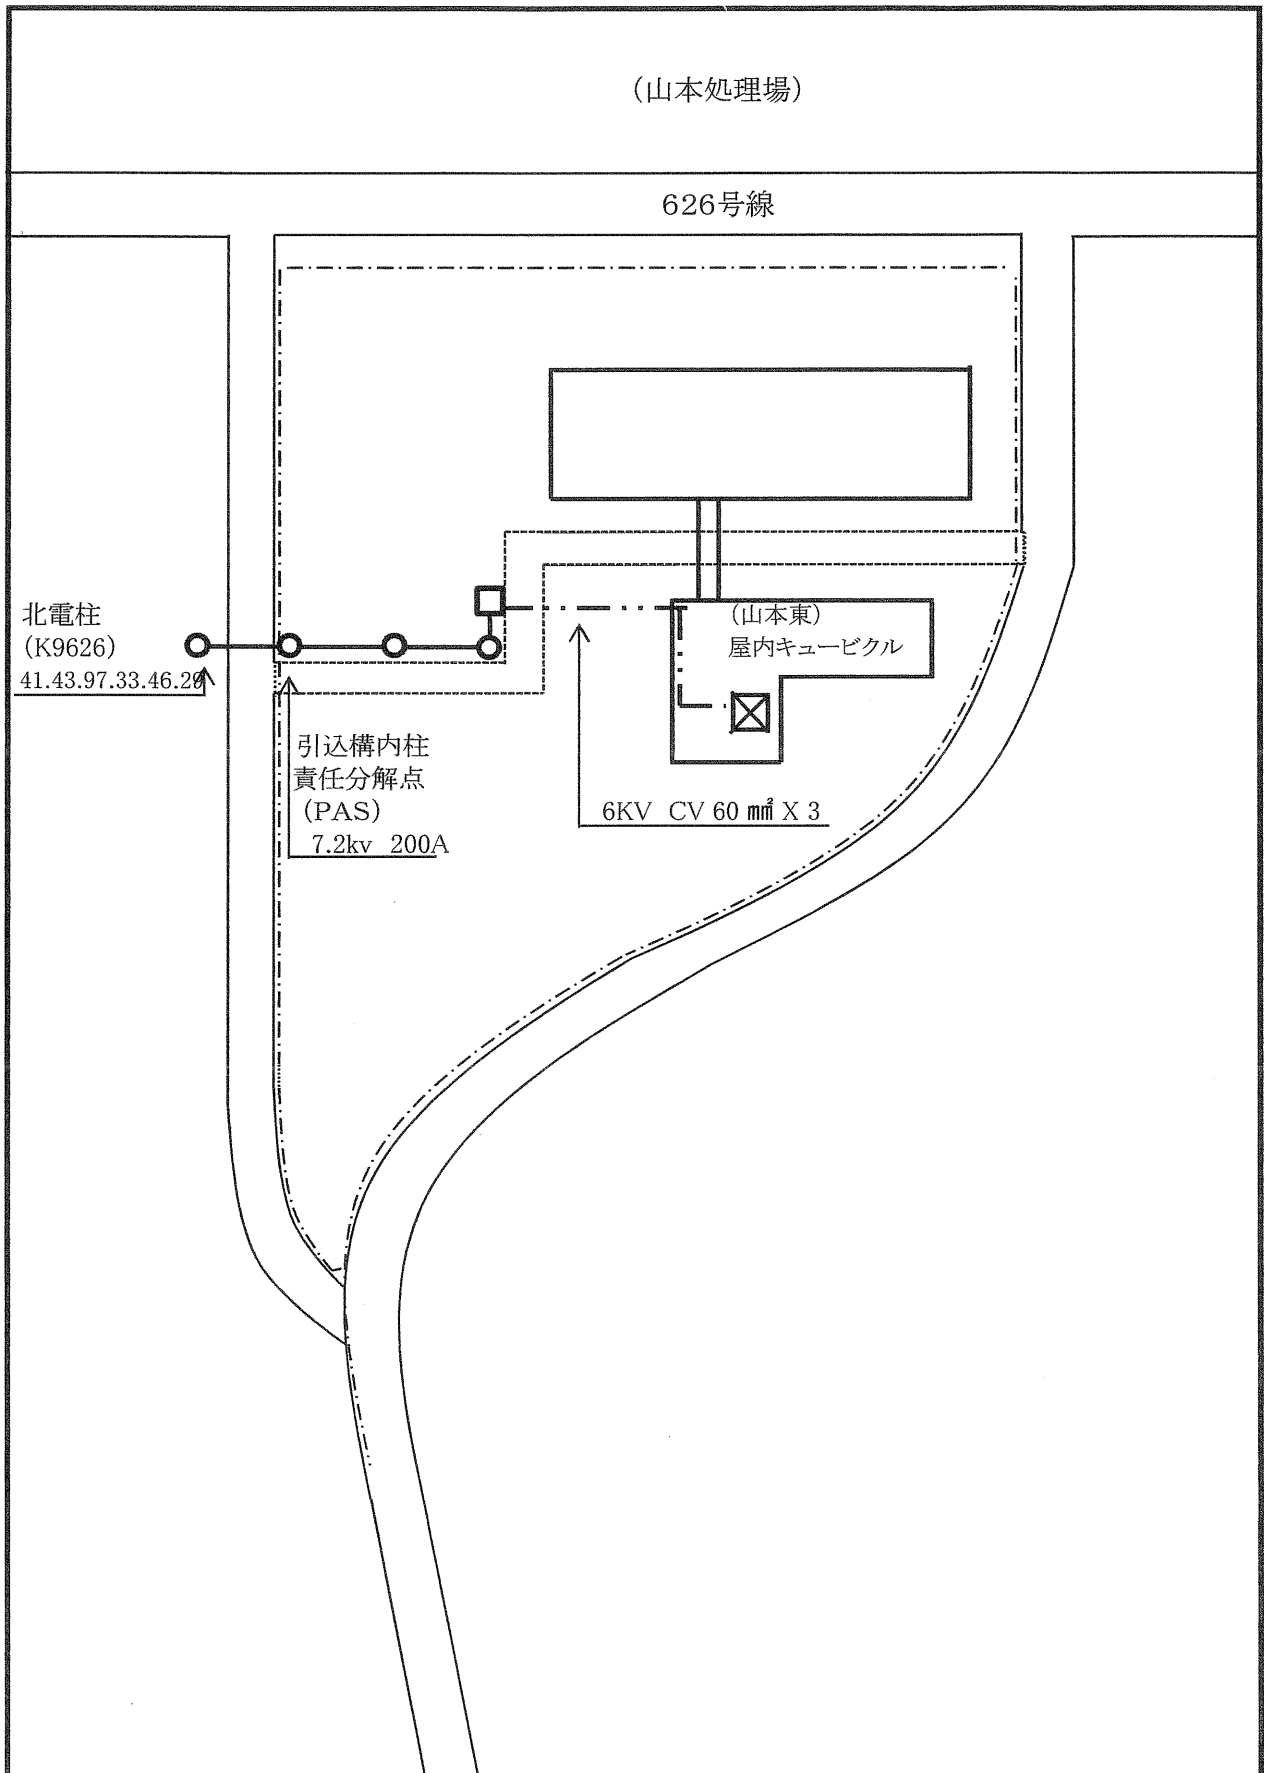 (山本処理場)
626号線
北電柱
(K9626)
41.43.97.33.46.29
(山本東)
屋内キュービクル
引込構内柱
責任分解点
(PAS)
7.2kv 200A
6KV CV 60 ㎟ X 3